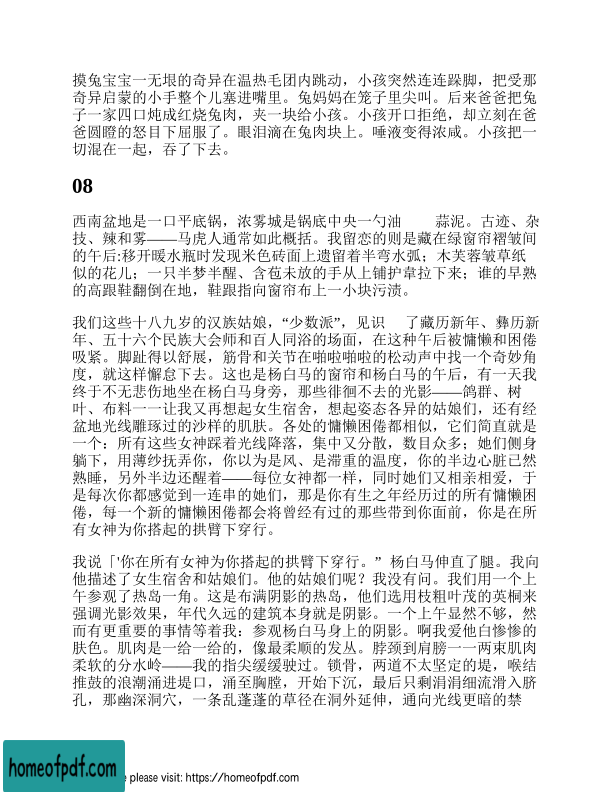 摸兔宝宝一无垠的奇异在温热毛团内跳动，小孩突然连连跺脚，把受那
奇异启蒙的小手整个儿塞进嘴里。兔妈妈在笼子里尖叫。后来爸爸把兔
子一家四口炖成红烧兔肉，夹一块给小孩。小孩开口拒绝，却立刻在爸
爸圆瞪的怒目下屈服了。眼泪滴在兔肉块上。唾液变得浓咸。小孩把一
切混在一起，吞了下去。
08
西南盆地是一口平底锅，浓雾城是锅底中央一勺油 蒜泥。古迹、杂
技、辣和雾——马虎人通常如此概括。我留恋的则是藏在绿窗帘褶皱间
的午后:移开暖水瓶时发现米色砖面上遗留着半弯水弧；木芙蓉皱草纸
似的花儿；一只半梦半醒、含苞未放的手从上铺护韋拉下来；谁的早熟
的高跟鞋翻倒在地，鞋跟指向窗帘布上一小块污渍。
我们这些十八九岁的汉族姑娘，“少数派”，见识 了藏历新年、彝历新
年、五十六个民族大会师和百人同浴的场面，在这种午后被慵懒和困倦
吸紧。脚趾得以舒展，筋骨和关节在啪啦啪啦的松动声中找一个奇妙角
度，就这样懈怠下去。这也是杨白马的窗帘和杨白马的午后，有一天我
终于不无悲伤地坐在杨白马身旁，那些徘徊不去的光影——鸽群、树
叶、布料一一让我又再想起女生宿舍，想起姿态各异的姑娘们，还有经
盆地光线雕琢过的沙样的肌肤。各处的慵懒困倦都相似，它们简直就是
一个：所有这些女神踩着光线降落，集中又分散，数目众多；她们侧身
躺下，用薄纱抚弄你，你以为是风、是滞重的温度，你的半边心脏已然
熟睡，另外半边还醒着——每位女神都一样，同时她们又相亲相爱，于
是每次你都感觉到一连串的她们，那是你有生之年经历过的所有慵懒困
倦，每一个新的慵懒困倦都会将曾经有过的那些带到你面前，你是在所
有女神为你搭起的拱臂下穿行。
我说「'你在所有女神为你搭起的拱臂下穿行。”杨白马伸直了腿。我向
他描述了女生宿舍和姑娘们。他的姑娘们呢？我没有问。我们用一个上
午参观了热岛一角。这是布满阴影的热岛，他们选用枝粗叶茂的英桐来
强调光影效果，年代久远的建筑本身就是阴影。一个上午显然不够，然
而有更重要的事情等着我：参观杨白马身上的阴影。啊我爱他白惨惨的
肤色。肌肉是一给一给的，像最柔顺的发丛。脖颈到肩膀一一两束肌肉
柔软的分水岭——我的指尖缓缓驶过。锁骨，两道不太坚定的堤，喉结
推鼓的浪潮涌进堤口，涌至胸膛，开始下沉，最后只剩涓涓细流滑入脐
孔，那幽深洞穴，一条乱蓬蓬的草径在洞外延伸，通向光线更暗的禁
homeofpdf.com
e please visit: https://homeofpdf.com